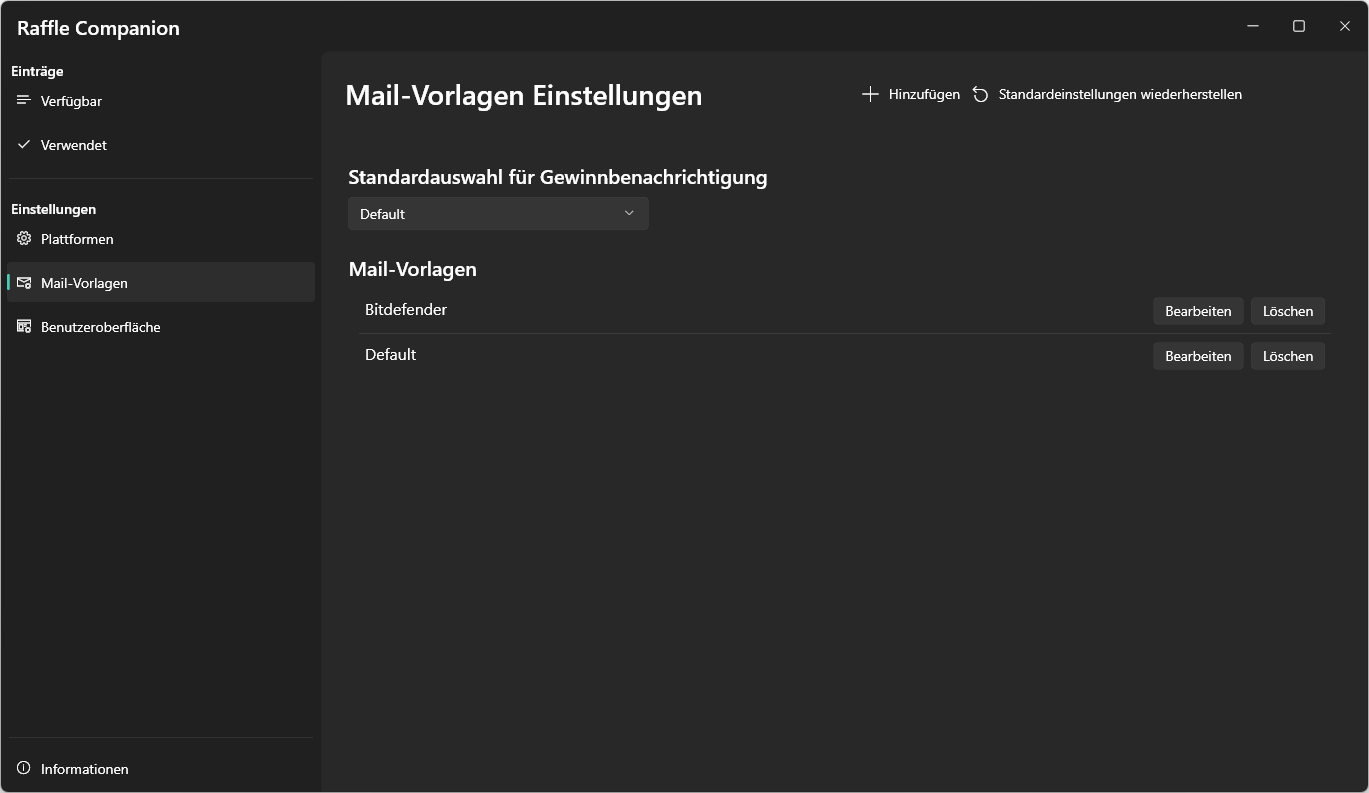 Raffle Companion
Einträge
Verfügbar
Verwendet
Einstellungen
Plattformen
Mail-Vorlagen
Benutzeroberfläche
Informationen
Mail-Vorlagen Einstellungen
Hinzufügen
Standardeinstellungen wiederherstellen
Standardauswahl für Gewinnbenachrichtigung
Default
Mail-Vorlagen
Bitdefender Bearbeiten Löschen
Default Bearbeiten Löschen